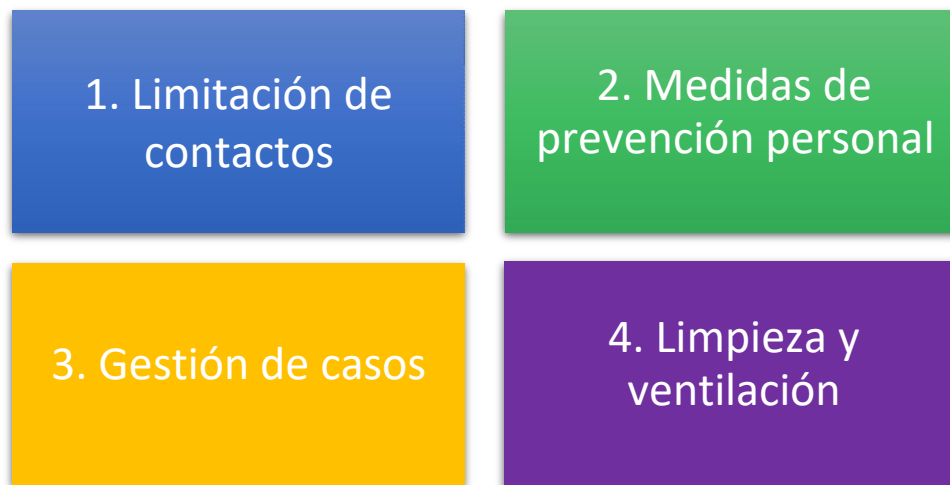 1. Limitación de
contactos
2. Medidas de
prevención personal
3. Gestión de casos
4. Limpieza y
ventilación